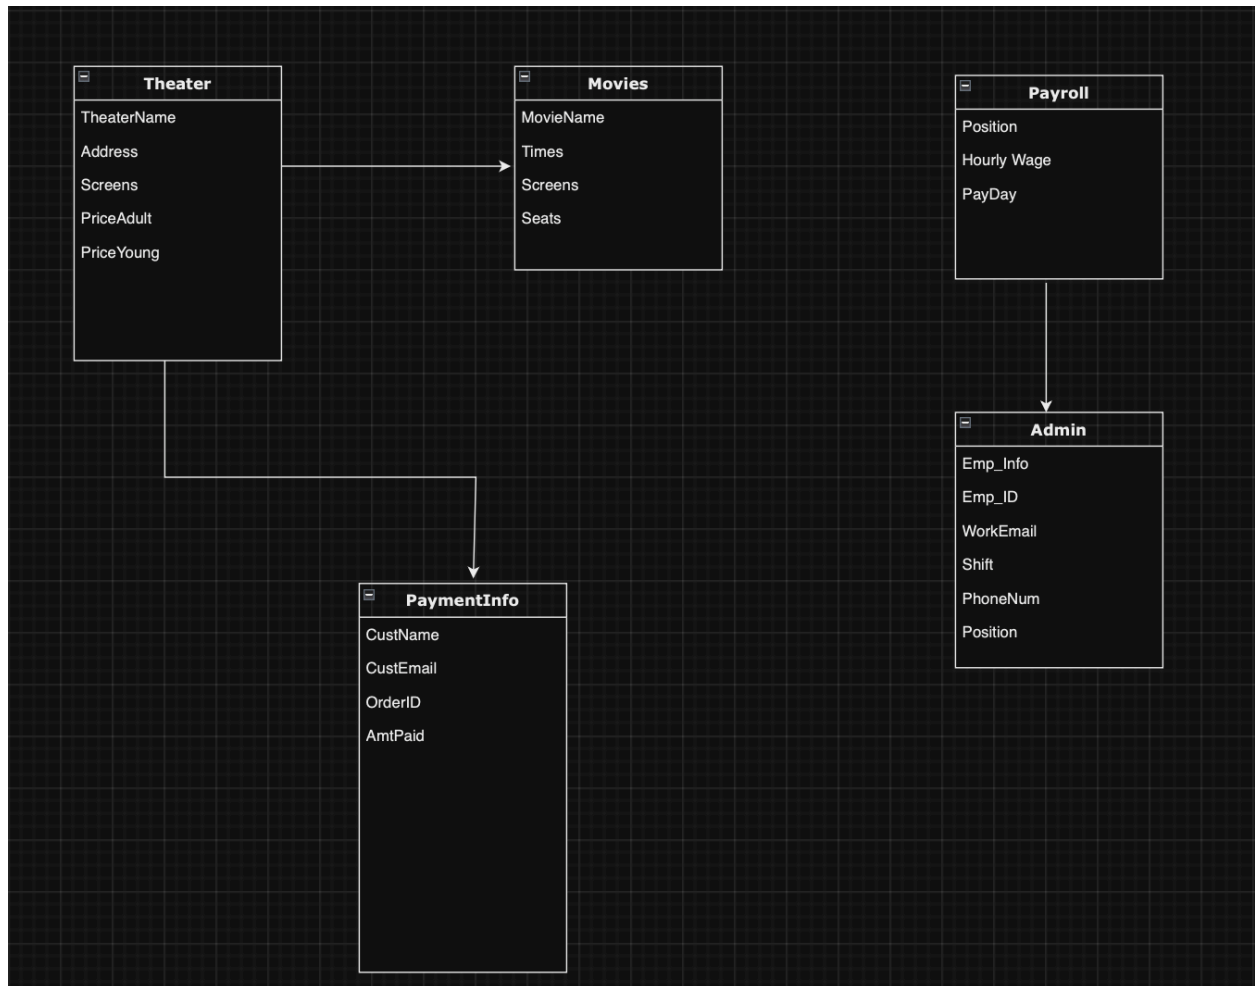 Theater
TheaterName
Address
Screens
PriceAdult
PriceYoung
Movies
MovieName
Times
Screens
Seats
Payroll
Position
Hourly Wage
PayDay
Admin
Emp_Info
Emp_ID
WorkEmail
Shift
PhoneNum
Position
PaymentInfo
CustName
CustEmail
OrderID
AmtPaid